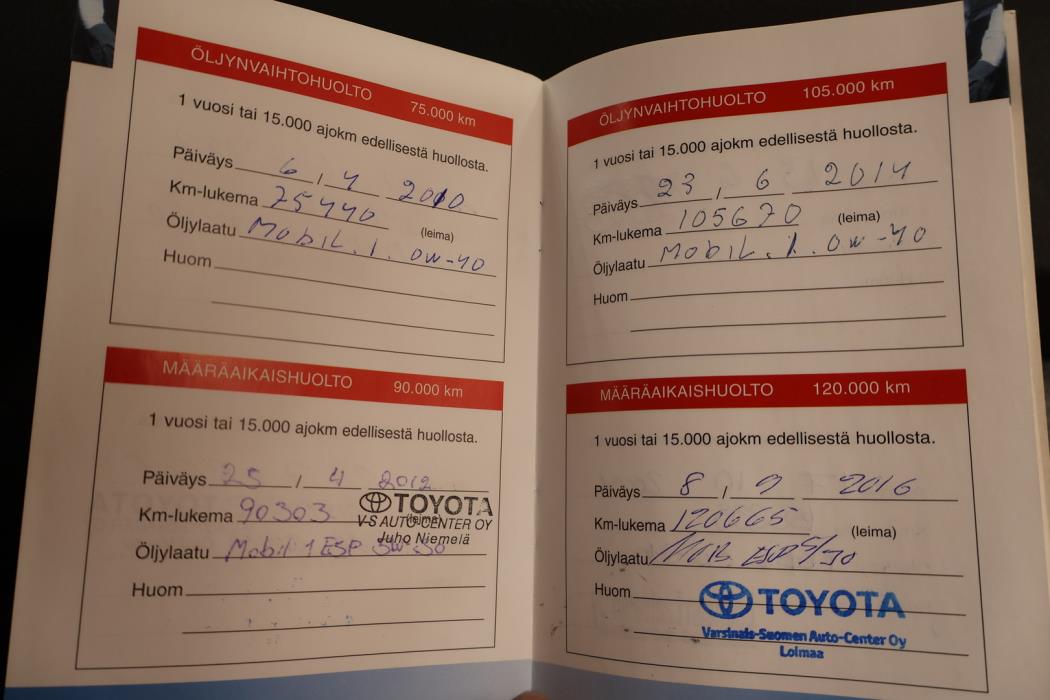 ÖLJYNVAIHTOHUOLTO 75.000 km
1 vuosi tai 15.000 ajokm edellisestä huollosta.
Päiväys 6 / 4 2010
Km-lukema 75440
(leima)
Öljylaatu Mobil.1. 0w-40
Huom
MÄÄRÄAIKAISHUOLTO 90.000 km
1 vuosi tai 15.000 ajokm edellisestä huollosta.
Päiväys 25 / 4 2012
TOYOTA
Km-lukema 90303 (leima)
V-S AUTO-CENTER OY
Juho Niemelä
Öljylaatu Mobil 1 ESP 5w-30
Huom
ÖLJYNVAIHTOHUOLTO 105.000 km
1 vuosi tai 15.000 ajokm edellisestä huollosta.
Päiväys 23 / 6 2014
Km-lukema 105670 (leima)
Öljylaatu Mobil.1. 0w-40
Huom
MÄÄRÄAIKAISHUOLTO 120.000 km
1 vuosi tai 15.000 ajokm edellisestä huollosta.
Päiväys 8 / 9 2016
Km-lukema 120665 (leima)
Öljylaatu ESP 5/30
Huom
TOYOTA
Varsinais-Suomen Auto-Center Oy
Loimaa